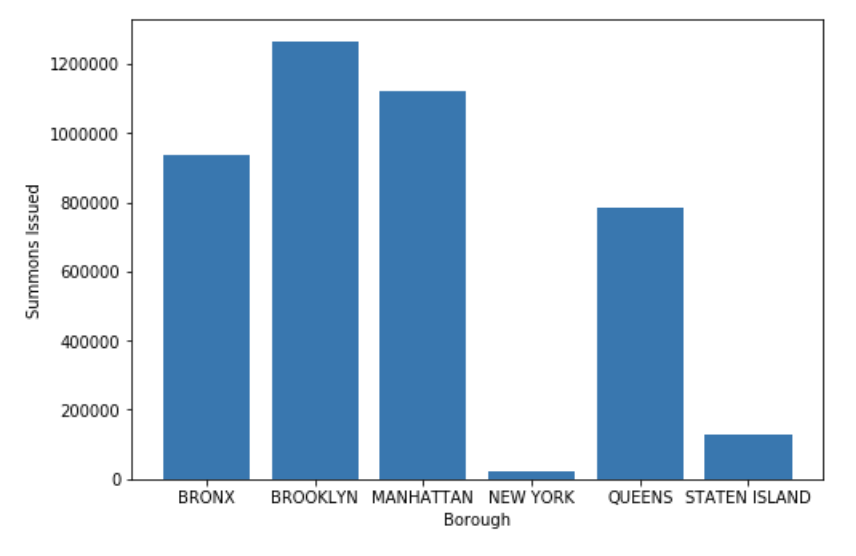 1200000
1000000
800000
600000
400000
200000
0
Summons Issued
BRONX BROOKLYN MANHATTAN NEW YORK QUEENS STATEN ISLAND
Borough